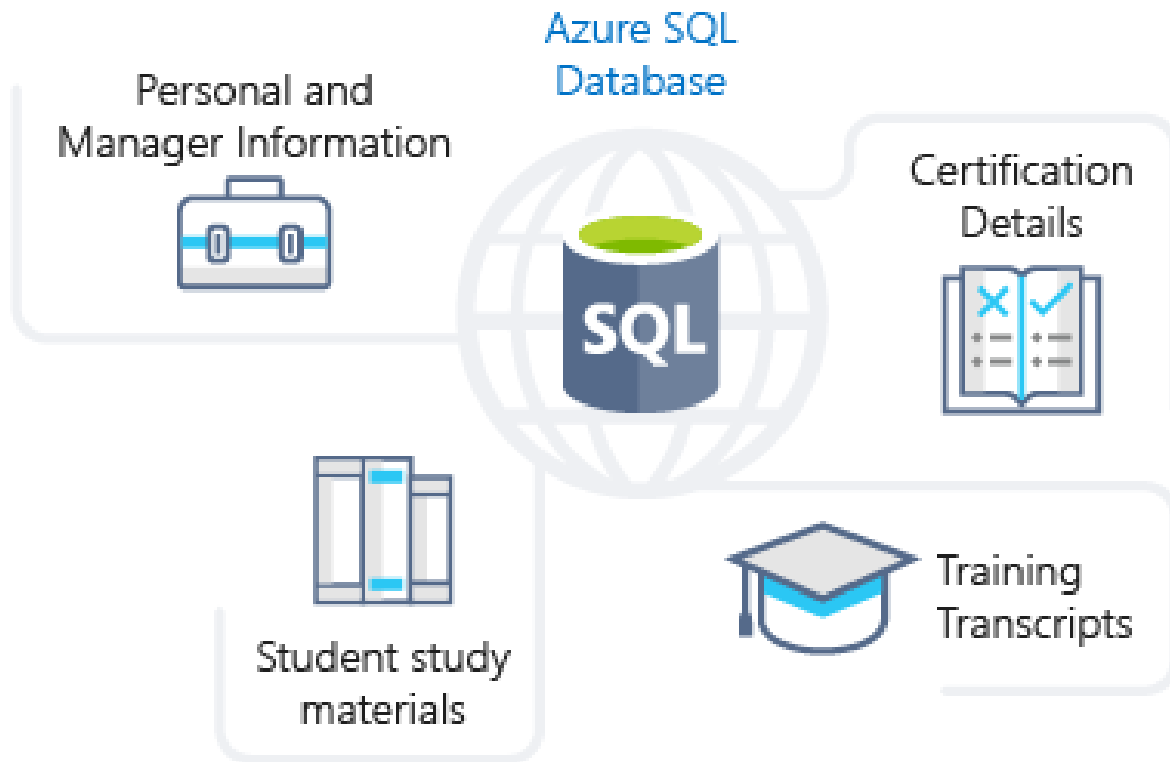 Azure SQL
Database
Personal and
Manager Information
Certification
Details
SQL
Student study
materials
Training
Transcripts